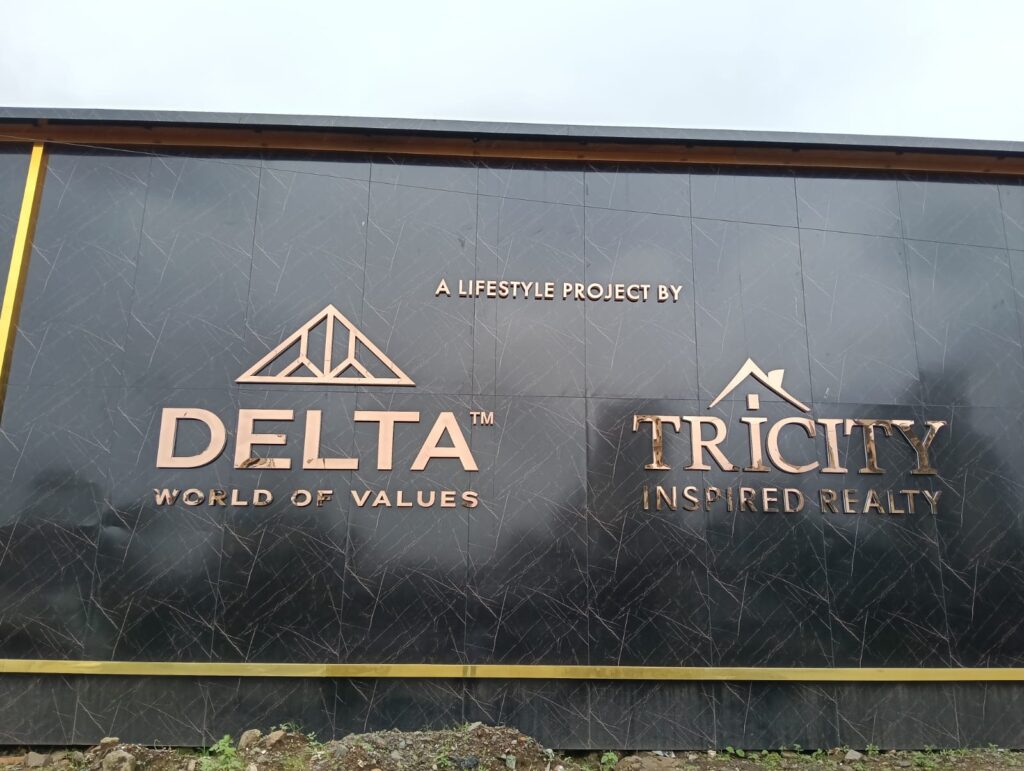 A LIFESTYLE PROJECT BY
DELTA™
WORLD OF VALUES
TRICITY
INSPIRED REALTY